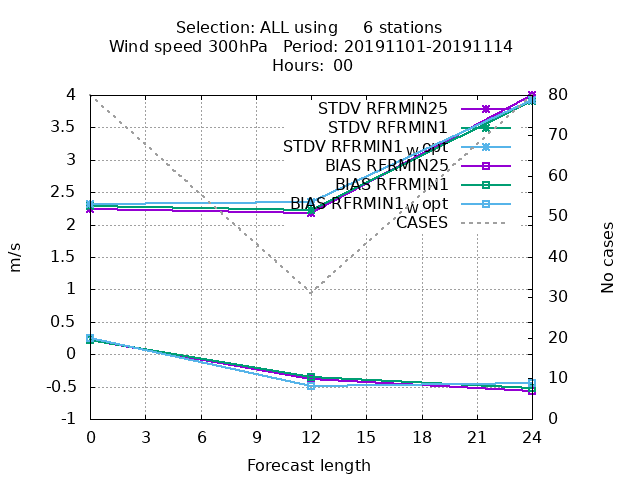 Selection: ALL using 6 stations
Wind speed 300hPa Period: 20191101-20191114
Hours: 00
4
3.5
3
2.5
2
1.5
1
0.5
0
-0.5
-1
80
70
60
50
40
30
20
10
0
m/s
No cases
STDV RFRMIN25
STDV RFRMIN1
STDV RFRMIN1_w opt
BIAS RFRMIN25
BIAS RFRMIN1
BIAS RFRMIN1_w opt
CASES
0 3 6 9 12 15 18 21 24
Forecast length